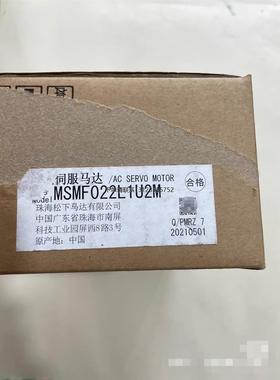 伺服马达 /AC SERVO MOTOR
合格
MSMF022L1U2M
珠海松下马达有限公司
Q/PMRZ 7
中国广东省珠海市南屏
20210501
科技工业园屏西8路3号
原产地:中国